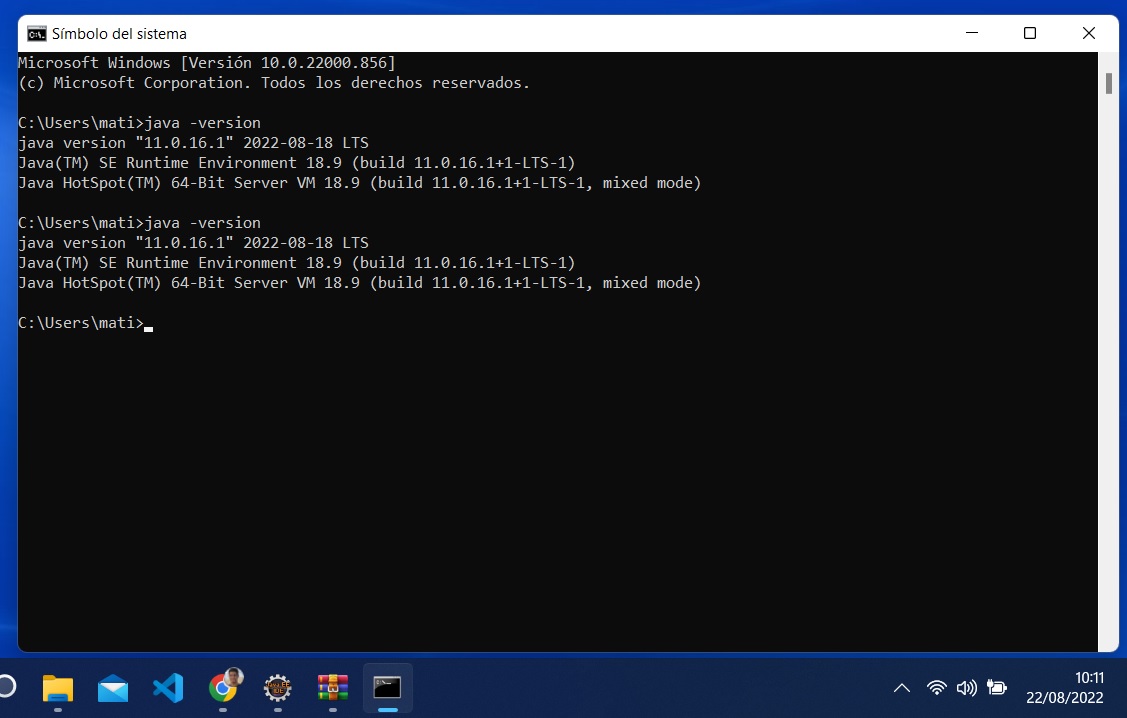 Símbolo del sistema
Microsoft Windows [Versión 10.0.22000.856]
(c) Microsoft Corporation. Todos los derechos reservados.
C:\Users\mati>java -version
java version "11.0.16.1" 2022-08-18 LTS
Java(TM) SE Runtime Environment 18.9 (build 11.0.16.1+1-LTS-1)
Java HotSpot(TM) 64-Bit Server VM 18.9 (build 11.0.16.1+1-LTS-1, mixed mode)
C:\Users\mati>java -version
java version "11.0.16.1" 2022-08-18 LTS
Java(TM) SE Runtime Environment 18.9 (build 11.0.16.1+1-LTS-1)
Java HotSpot(TM) 64-Bit Server VM 18.9 (build 11.0.16.1+1-LTS-1, mixed mode)
C:\Users\mati>
Java EE
IDE
10:11
22/08/2022